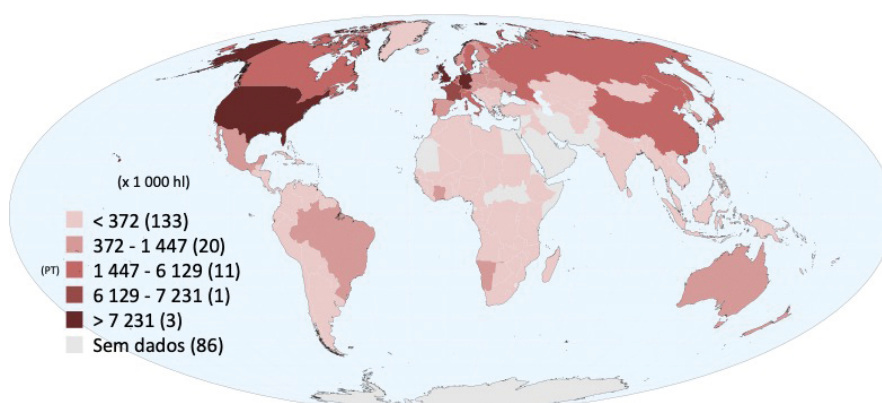 (x 1 000 hl)
< 372 (133)
372 - 1 447 (20)
(PT) 1 447 - 6 129 (11)
6 129 - 7 231 (1)
> 7 231 (3)
Sem dados (86)